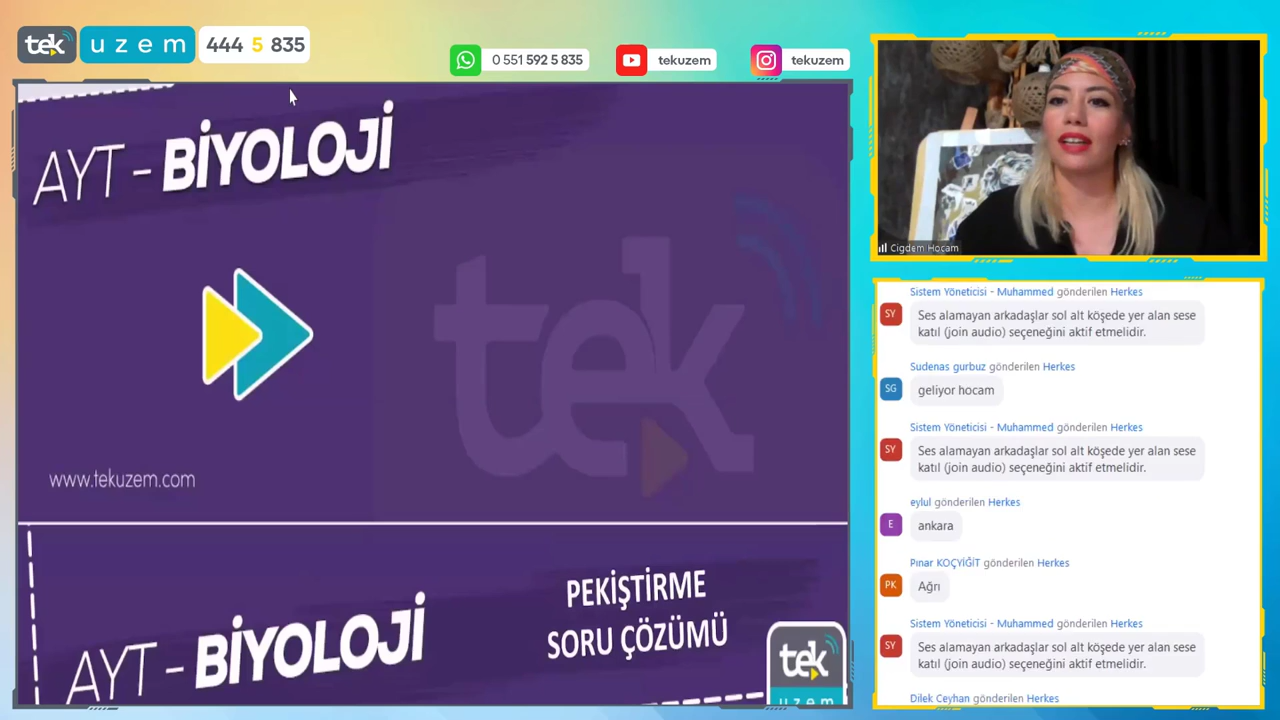 tek uzem 444 5 835
0 551 592 5 835
tekuzem
tekuzem
AYT - BİYOLOJİ
tek
www.tekuzem.com
PEKİŞTİRME
SORU ÇÖZÜMÜ
AYT - BİYOLOJİ
tek
uzem
Cigdem Hocam
Sistem Yöneticisi - Muhammed gönderilen Herkes
SY
Ses alamayan arkadaşlar sol alt köşede yer alan sese
katıl (join audio) seçeneğini aktif etmelidir.
Sudenas gurbuz gönderilen Herkes
SG
geliyor hocam
Sistem Yöneticisi - Muhammed gönderilen Herkes
SY
Ses alamayan arkadaşlar sol alt köşede yer alan sese
katıl (join audio) seçeneğini aktif etmelidir.
eylul gönderilen Herkes
E
ankara
Pınar KOÇYİĞİT gönderilen Herkes
PK
Ağrı
Sistem Yöneticisi - Muhammed gönderilen Herkes
SY
Ses alamayan arkadaşlar sol alt köşede yer alan sese
katıl (join audio) seçeneğini aktif etmelidir.
Dilek Ceyhan gönderilen Herkes